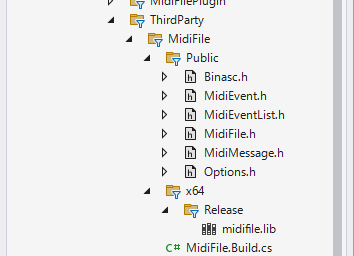 MidiFilePlugin
ThirdParty
MidiFile
Public
Binasc.h
MidiEvent.h
MidiEventList.h
MidiFile.h
MidiMessage.h
Options.h
x64
Release
midifile.lib
C# MidiFile.Build.cs